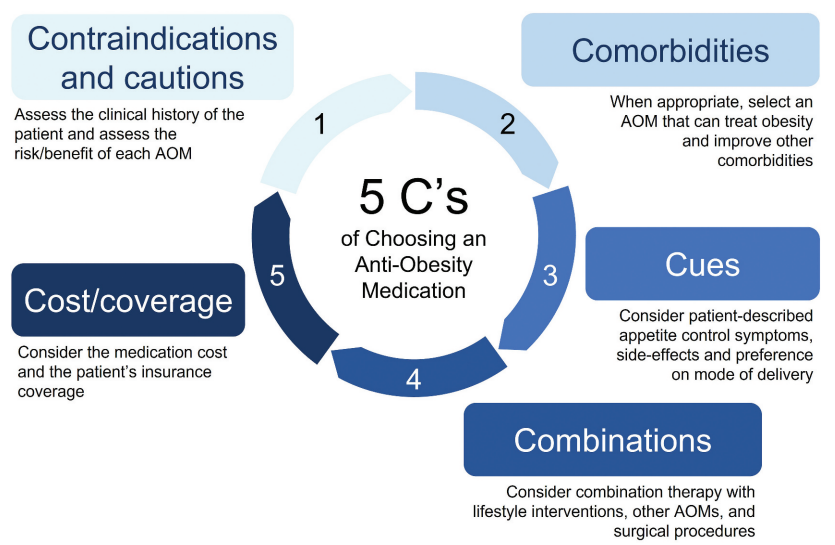 Contraindications
and cautions
Assess the clinical history of the
patient and assess the
risk/benefit of each AOM
1
Comorbidities
When appropriate, select an
AOM that can treat obesity
and improve other
comorbidities
2
5 C’s
of Choosing an
Anti-Obesity
Medication
Cues
Consider patient-described
appetite control symptoms,
side-effects and preference
on mode of delivery
3
Combinations
Consider combination therapy with
lifestyle interventions, other AOMs, and
surgical procedures
4
Cost/coverage
Consider the medication cost
and the patient’s insurance
coverage
5